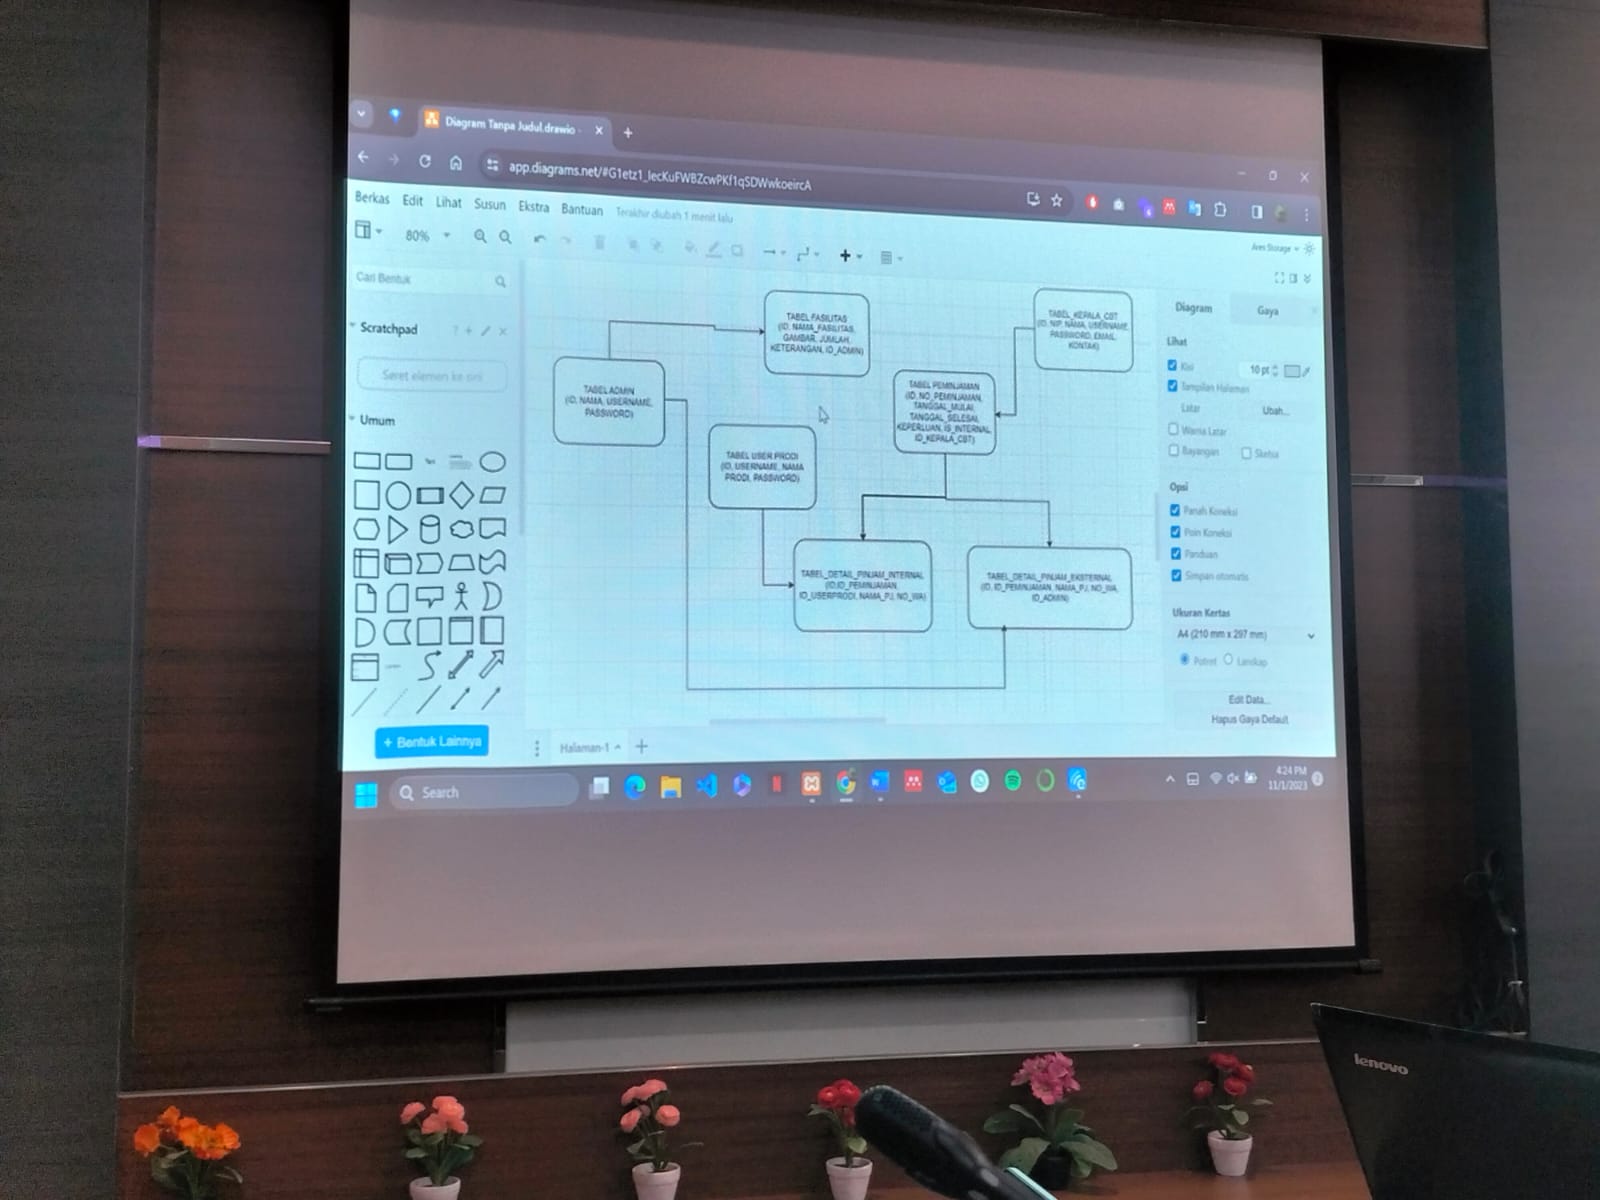 Diagram Tanpa Judul.drawio
app.diagrams.net/#G1etz1_IecKuFWBZcwPKf1qSDWwkoeircA
Berkas Edit Lihat Susun Ekstra Bantuan Terakhir diubah 1 menit lalu
80%
Cari Bentuk
Scratchpad
Seret elemen ke sini
Umum
+ Bentuk Lainnya
TABEL FASILITAS
(ID, NAMA_FASILITAS,
GAMBAR, JUMLAH,
KETERANGAN, ID_ADMIN)
TABEL_KEPALA_CBT
(ID, NIP, NAMA, USERNAME,
PASSWORD, EMAIL,
KONTAK)
TABEL ADMIN
(ID, NAMA, USERNAME,
PASSWORD)
TABEL PEMINJAMAN
(ID, NO_PEMINJAMAN,
TANGGAL_MULAI,
TANGGAL_SELESAI,
KEPERLUAN, IS_INTERNAL,
ID_KEPALA_CBT)
TABEL USER PRODI
(ID, USERNAME, NAMA
PRODI, PASSWORD)
TABEL_DETAIL_PINJAM_INTERNAL
(ID,ID_PEMINJAMAN,
ID_USERPRODI, NAMA_PJ, NO_WA)
TABEL_DETAIL_PINJAM_EKSTERNAL
(ID, ID_PEMINJAMAN, NAMA_PJ, NO_WA,
ID_ADMIN)
Diagram Gaya
Lihat
Kisi 10 pt
Tampilan Halaman
Latar Ubah...
Warna Latar
Bayangan Sketsa
Opsi
Panah Koneksi
Poin Koneksi
Panduan
Simpan otomatis
Ukuran Kertas
A4 (210 mm x 297 mm)
Potret Lanskap
Edit Data...
Hapus Gaya Default
Halaman-1
Search
4:24 PM
11/1/2023
lenovo